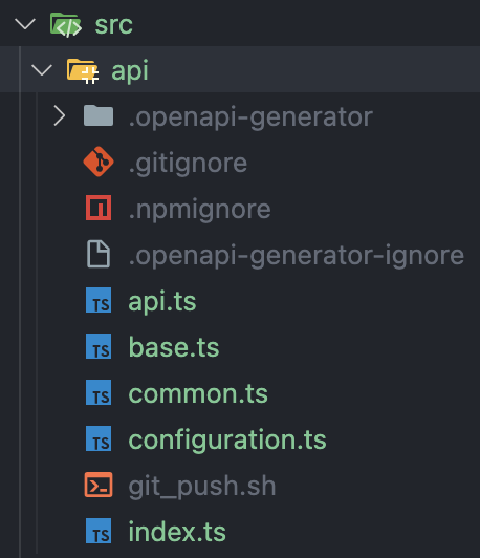 src
api
.openapi-generator
.gitignore
.npmignore
.openapi-generator-ignore
TS api.ts
TS base.ts
TS common.ts
TS configuration.ts
git_push.sh
TS index.ts